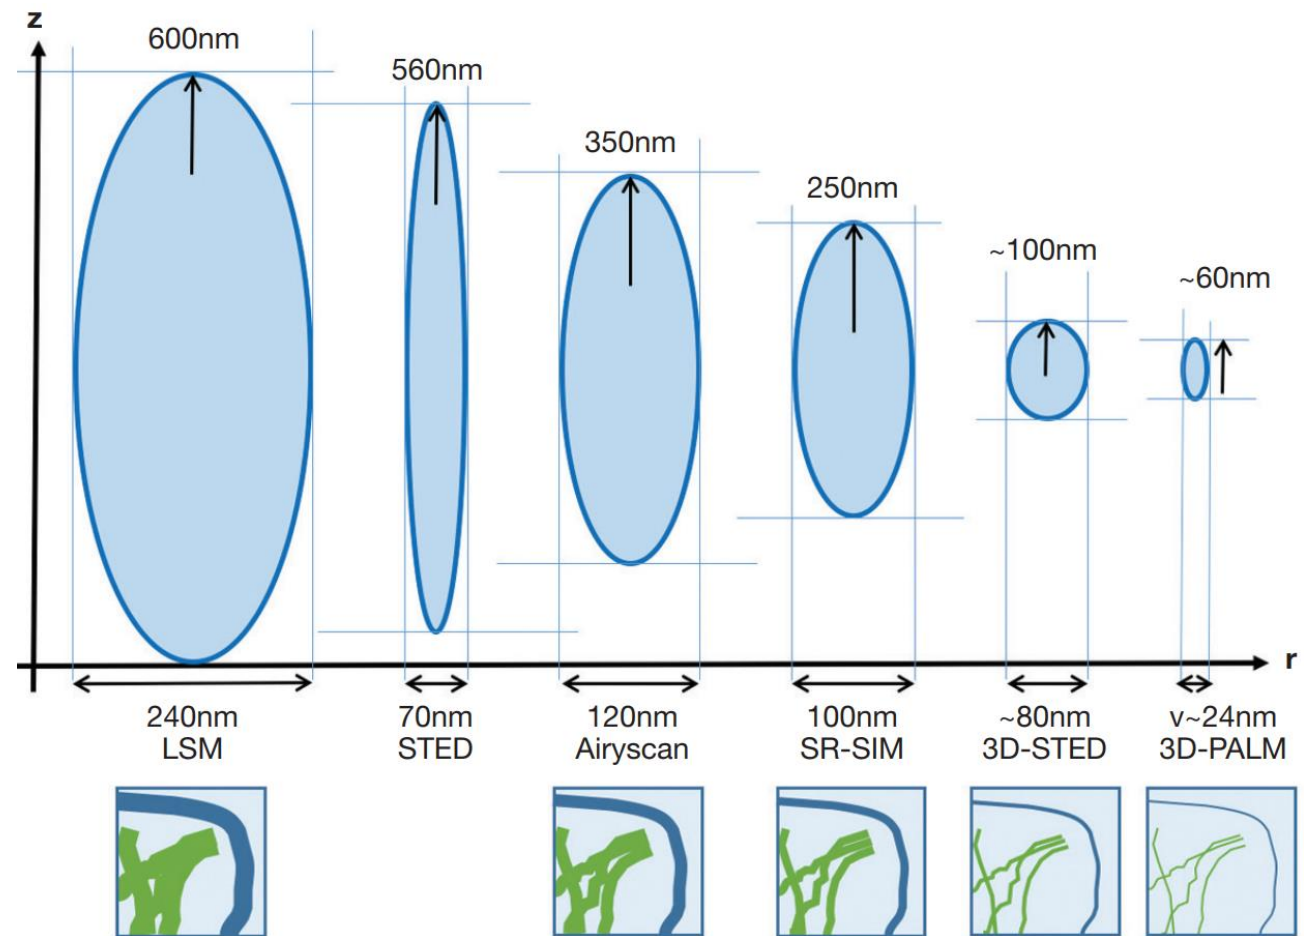 z
600nm
560nm
350nm
250nm
~100nm
~60nm
r
240nm
LSM
70nm
STED
120nm
Airyscan
100nm
SR-SIM
~80nm
3D-STED
v~24nm
3D-PALM